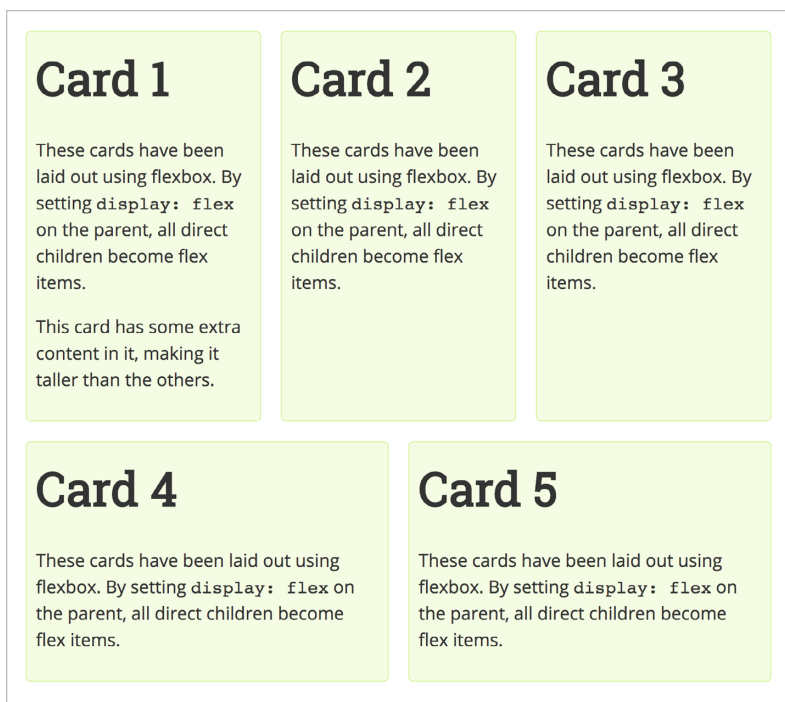 Card 1
These cards have been
laid out using flexbox. By
setting display: flex
on the parent, all direct
children become flex
items.
This card has some extra
content in it, making it
taller than the others.
Card 2
These cards have been
laid out using flexbox. By
setting display: flex
on the parent, all direct
children become flex
items.
Card 3
These cards have been
laid out using flexbox. By
setting display: flex
on the parent, all direct
children become flex
items.
Card 4
These cards have been laid out using
flexbox. By setting display: flex on
the parent, all direct children become
flex items.
Card 5
These cards have been laid out using
flexbox. By setting display: flex on
the parent, all direct children become
flex items.